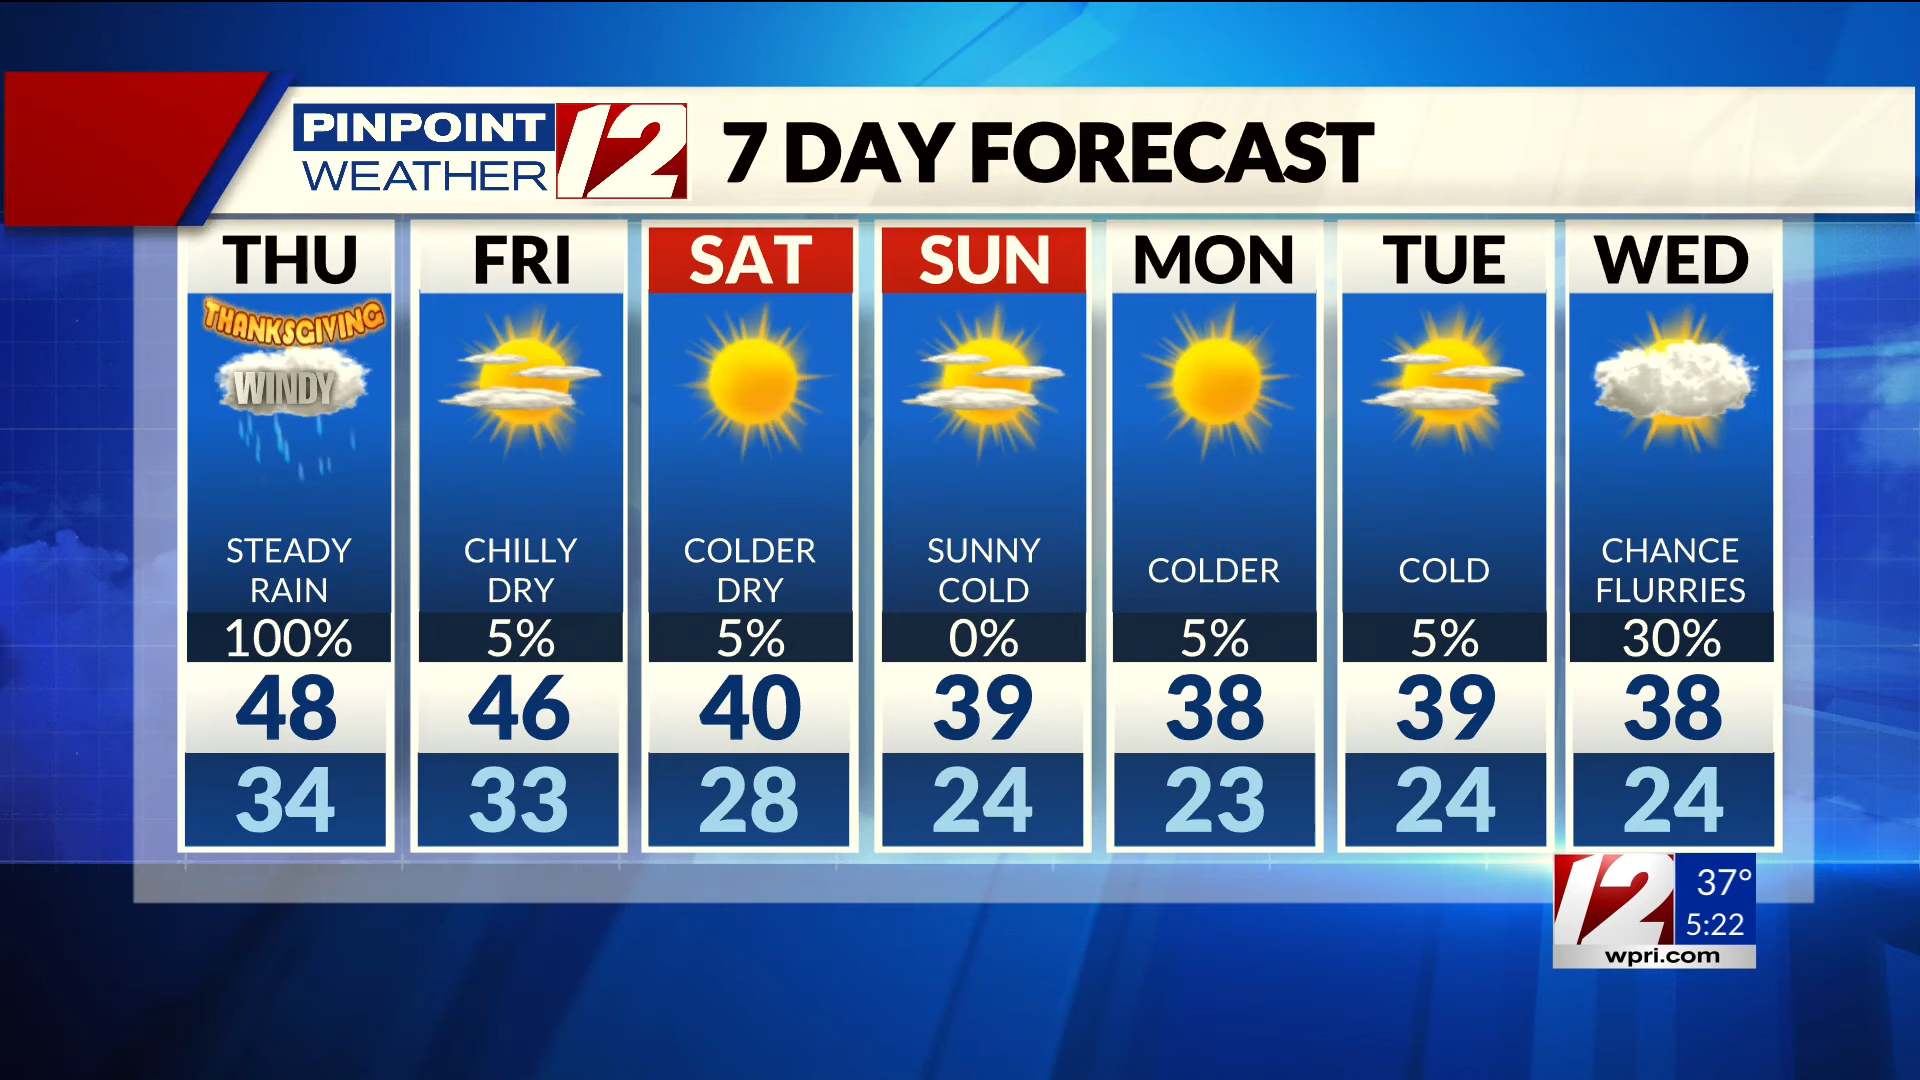 PINPOINT
WEATHER
12
7 DAY FORECAST
THU
THANKSGIVING
WINDY
STEADY
RAIN
100%
48
34
FRI
CHILLY
DRY
5%
46
33
SAT
COLDER
DRY
5%
40
28
SUN
SUNNY
COLD
0%
39
24
MON
COLDER
5%
38
23
TUE
COLD
5%
39
24
WED
CHANCE
FLURRIES
30%
38
24
12
37°
5:22
wpri.com